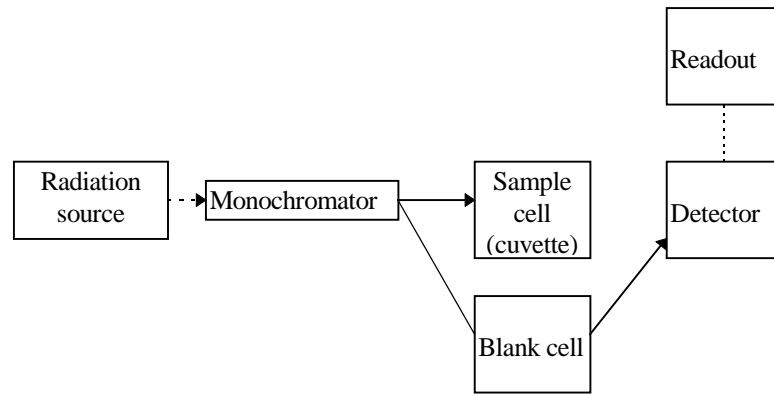 Readout
Radiation
source
Monochromator
Sample
cell
(cuvette)
Detector
Blank cell